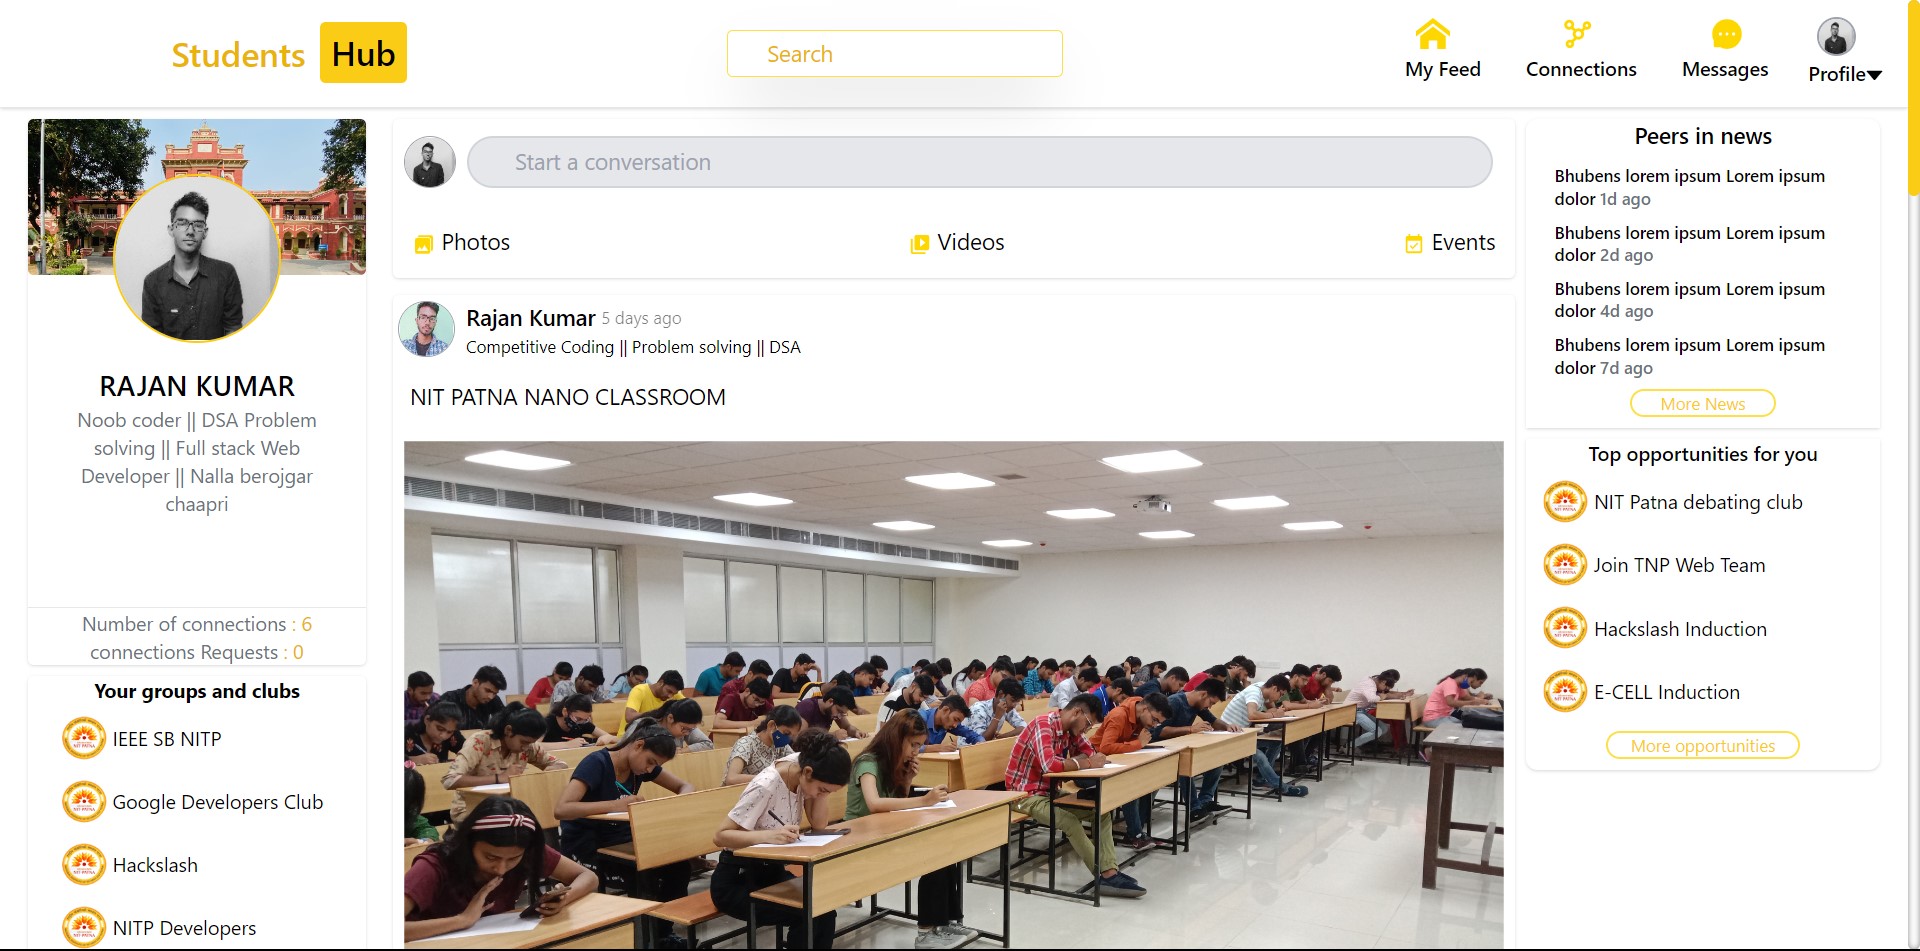 Students Hub
Search
My Feed
Connections
Messages
Profile
RAJAN KUMAR
Noob coder || DSA Problem
solving || Full stack Web
Developer || Nalla berojgar
chaapri
Number of connections : 6
connections Requests : 0
Your groups and clubs
IEEE SB NITP
Google Developers Club
Hackslash
NITP Developers
Start a conversation
Photos
Videos
Events
Rajan Kumar 5 days ago
Competitive Coding || Problem solving || DSA
NIT PATNA NANO CLASSROOM
Peers in news
Bhubens lorem ipsum Lorem ipsum
dolor 1d ago
Bhubens lorem ipsum Lorem ipsum
dolor 2d ago
Bhubens lorem ipsum Lorem ipsum
dolor 4d ago
Bhubens lorem ipsum Lorem ipsum
dolor 7d ago
More News
Top opportunities for you
NIT Patna debating club
Join TNP Web Team
Hackslash Induction
E-CELL Induction
More opportunities